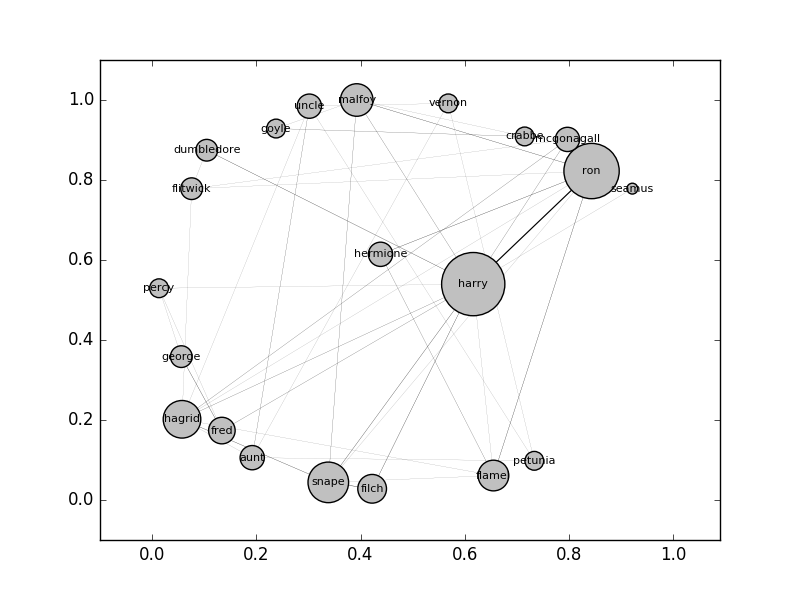 1.0
0.8
0.6
0.4
0.2
0.0
0.0 0.2 0.4 0.6 0.8 1.0
uncle
malfoy
vernon
goyle
crabbe
mcgonagall
dumbledore
ron
flitwick
seamus
hermione
harry
percy
george
hagrid
fred
aunt
petunia
snape
filch
flame